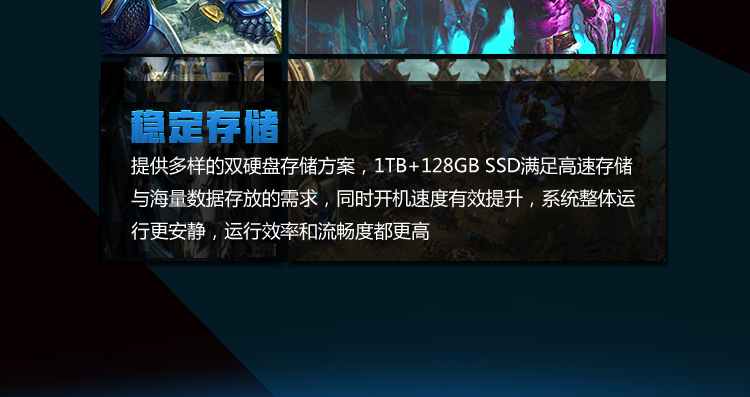 稳定存储
提供多样的双硬盘存储方案，1TB+128GB SSD满足高速存储
与海量数据存放的需求，同时开机速度有效提升，系统整体运
行更安静，运行效率和流畅度都更高